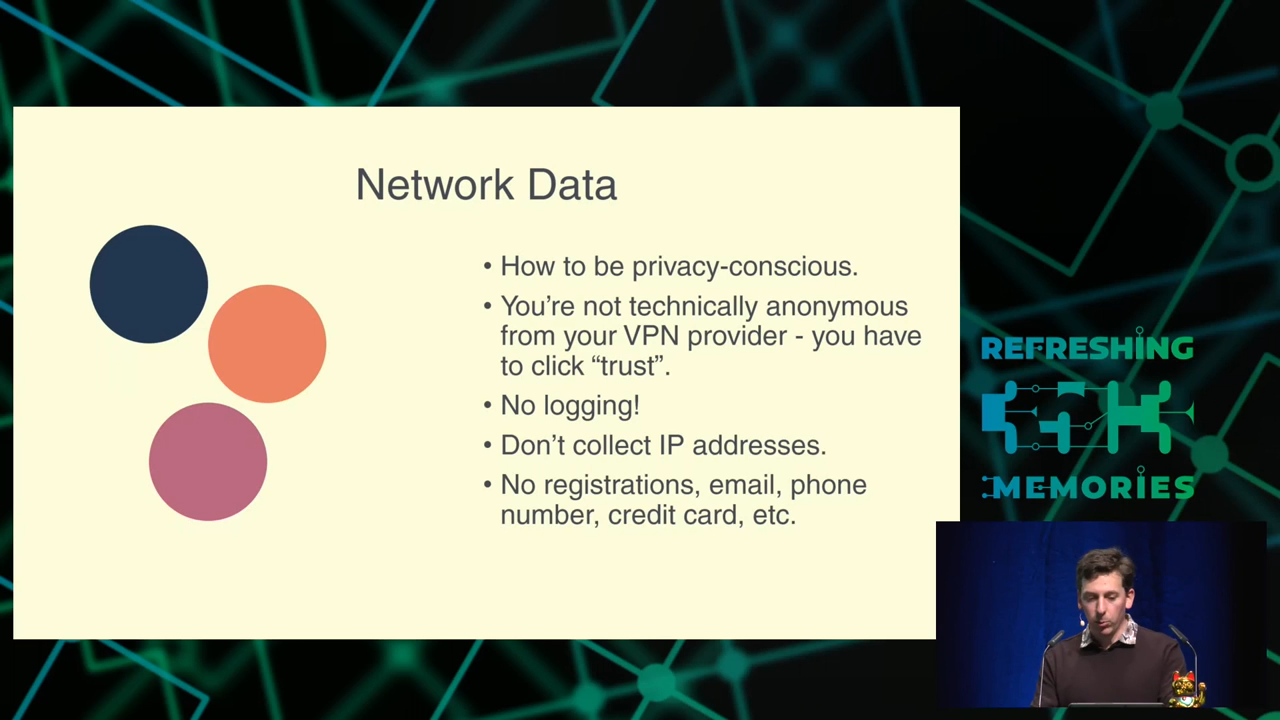 Network Data
• How to be privacy-conscious.
• You’re not technically anonymous
from your VPN provider - you have
to click “trust”.
• No logging!
• Don’t collect IP addresses.
• No registrations, email, phone
number, credit card, etc.
REFRESHING
MEMORIES